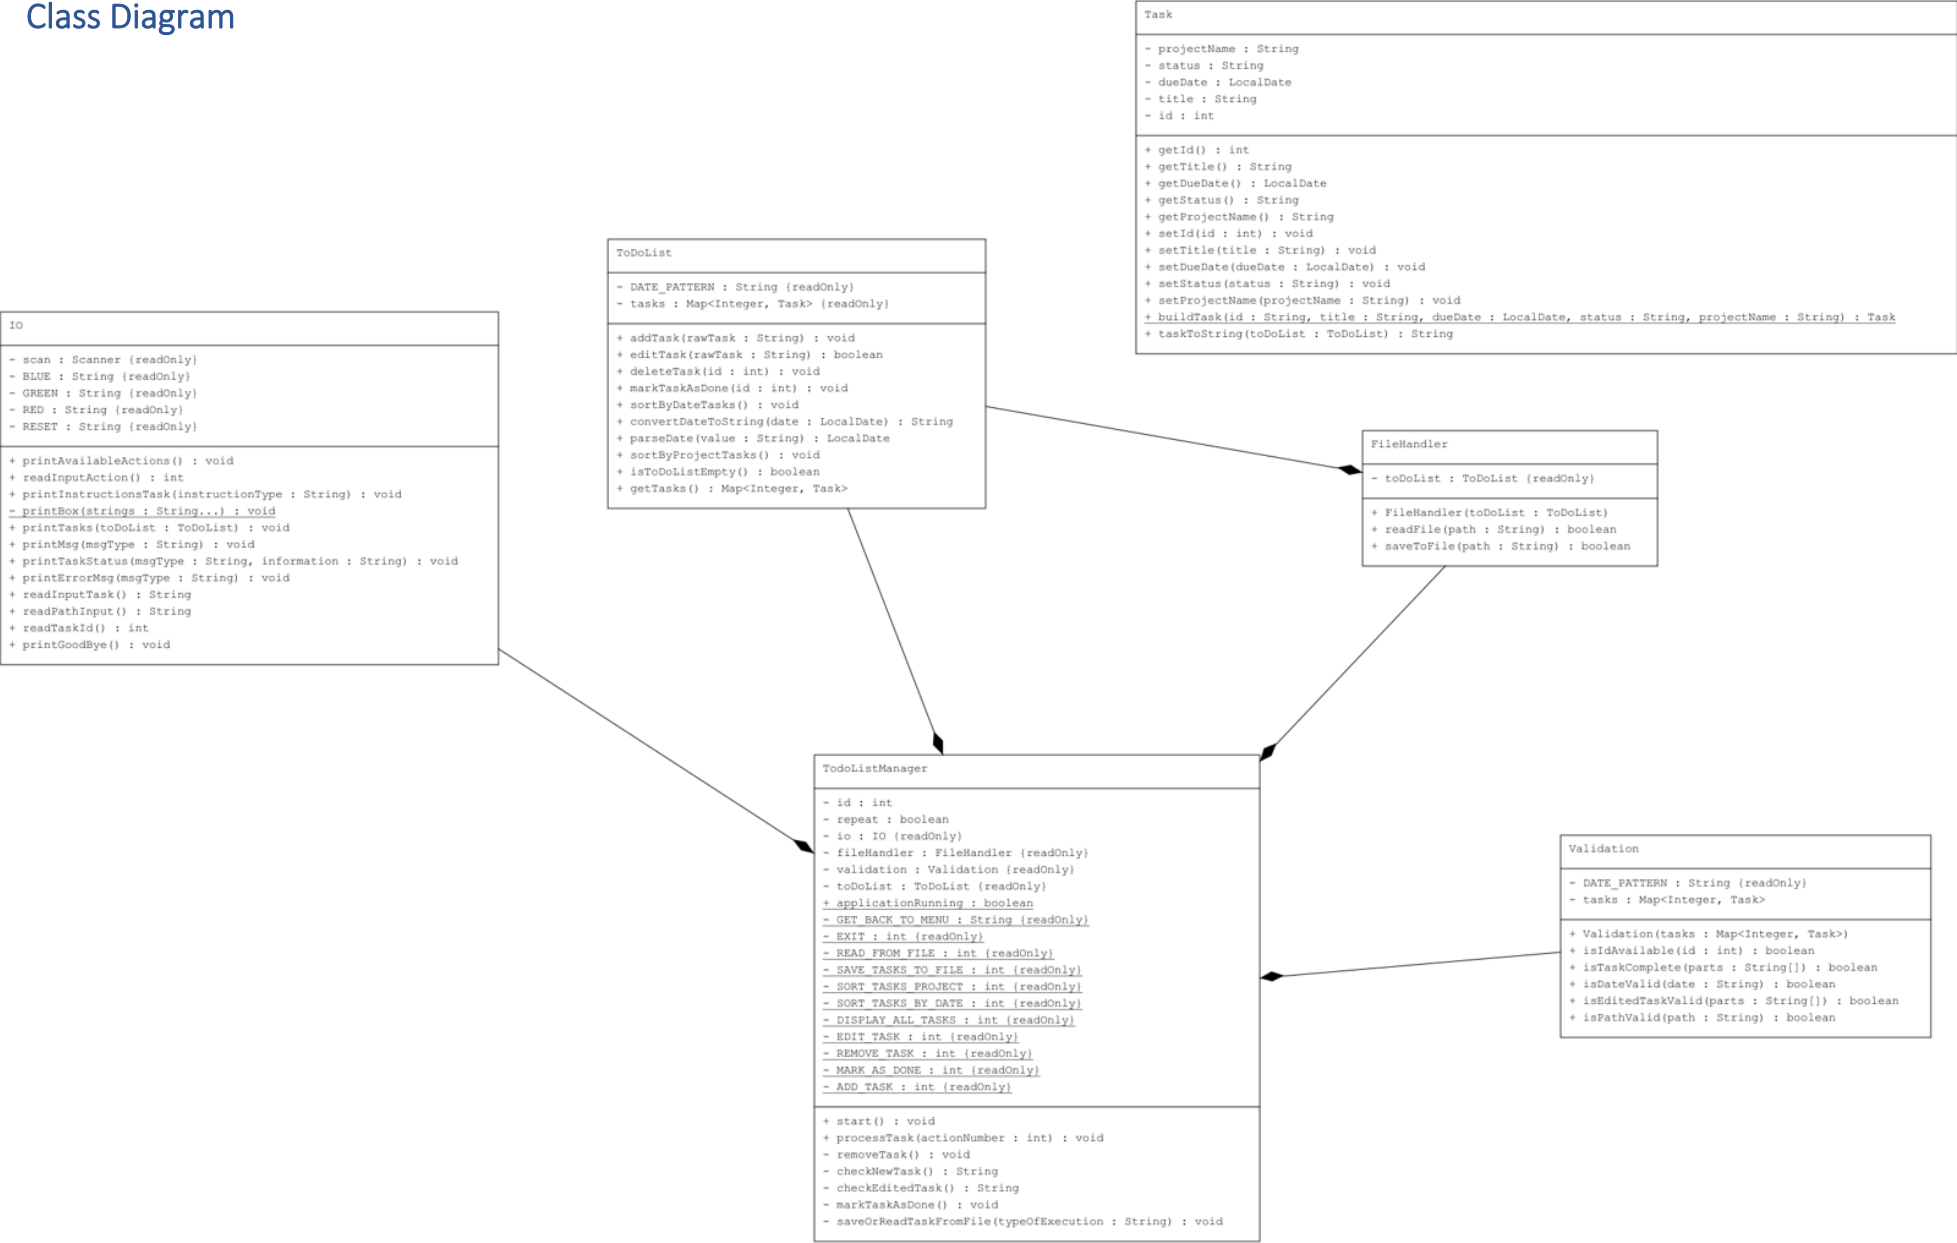 Class Diagram
Task
- projectName : String
- status : String
- dueDate : LocalDate
- title : String
- id : int
+ getId() : int
+ getTitle() : String
+ getDueDate() : LocalDate
+ getStatus() : String
+ getProjectName() : String
+ setId(id : int) : void
+ setTitle(title : String) : void
+ setDueDate(dueDate : LocalDate) : void
+ setStatus(status : String) : void
+ setProjectName(projectName : String) : void
+ buildTask(id : String, title : String, dueDate : LocalDate, status : String, projectName : String) : Task
+ taskToString(toDoList : ToDoList) : String
ToDoList
- DATE_PATTERN : String {readOnly}
- tasks : Map<Integer, Task> {readOnly}
+ addTask(rawTask : String) : void
+ editTask(rawTask : String) : boolean
+ deleteTask(id : int) : void
+ markTaskAsDone(id : int) : void
+ sortByDateTasks() : void
+ convertDateToString(date : LocalDate) : String
+ parseDate(value : String) : LocalDate
+ sortByProjectTasks() : void
+ isToDoListEmpty() : boolean
+ getTasks() : Map<Integer, Task>
IO
- scan : Scanner {readOnly}
- BLUE : String {readOnly}
- GREEN : String {readOnly}
- RED : String {readOnly}
- RESET : String {readOnly}
+ printAvailableActions() : void
+ readInputAction() : int
+ printInstructionsTask(instructionType : String) : void
- printBox(strings : String...) : void
+ printTasks(toDoList : ToDoList) : void
+ printMsg(msgType : String) : void
+ printTaskStatus(msgType : String, information : String) : void
+ printErrorMsg(msgType : String) : void
+ readInputTask() : String
+ readPathInput() : String
+ readTaskId() : int
+ printGoodBye() : void
FileHandler
- toDoList : ToDoList {readOnly}
+ FileHandler(toDoList : ToDoList)
+ readFile(path : String) : boolean
+ saveToFile(path : String) : boolean
TodoListManager
- id : int
- repeat : boolean
- io : IO {readOnly}
- fileHandler : FileHandler {readOnly}
- validation : Validation {readOnly}
- toDoList : ToDoList {readOnly}
+ applicationRunning : boolean
- GET_BACK_TO_MENU : String {readOnly}
- EXIT : int {readOnly}
- READ_FROM_FILE : int {readOnly}
- SAVE_TASKS_TO_FILE : int {readOnly}
- SORT_TASKS_PROJECT : int {readOnly}
- SORT_TASKS_BY_DATE : int {readOnly}
- DISPLAY_ALL_TASKS : int {readOnly}
- EDIT_TASK : int {readOnly}
- REMOVE_TASK : int {readOnly}
- MARK_AS_DONE : int {readOnly}
- ADD_TASK : int {readOnly}
+ start() : void
+ processTask(actionNumber : int) : void
- removeTask() : void
- checkNewTask() : String
- checkEditedTask() : String
- markTaskAsDone() : void
- saveOrReadTaskFromFile(typeOfExecution : String) : void
Validation
- DATE_PATTERN : String {readOnly}
- tasks : Map<Integer, Task>
+ Validation(tasks : Map<Integer, Task>)
+ isIdAvailable(id : int) : boolean
+ isTaskComplete(parts : String[]) : boolean
+ isDateValid(date : String) : boolean
+ isEditedTaskValid(parts : String[]) : boolean
+ isPathValid(path : String) : boolean